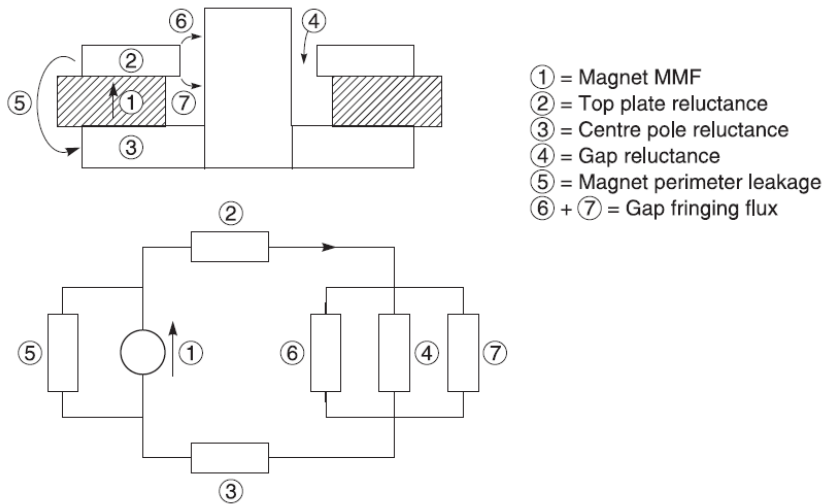 ⑥
④
②
⑤
①
⑦
③
① = Magnet MMF
② = Top plate reluctance
③ = Centre pole reluctance
④ = Gap reluctance
⑤ = Magnet perimeter leakage
⑥ + ⑦ = Gap fringing flux
②
⑤
①
⑥
④
⑦
③